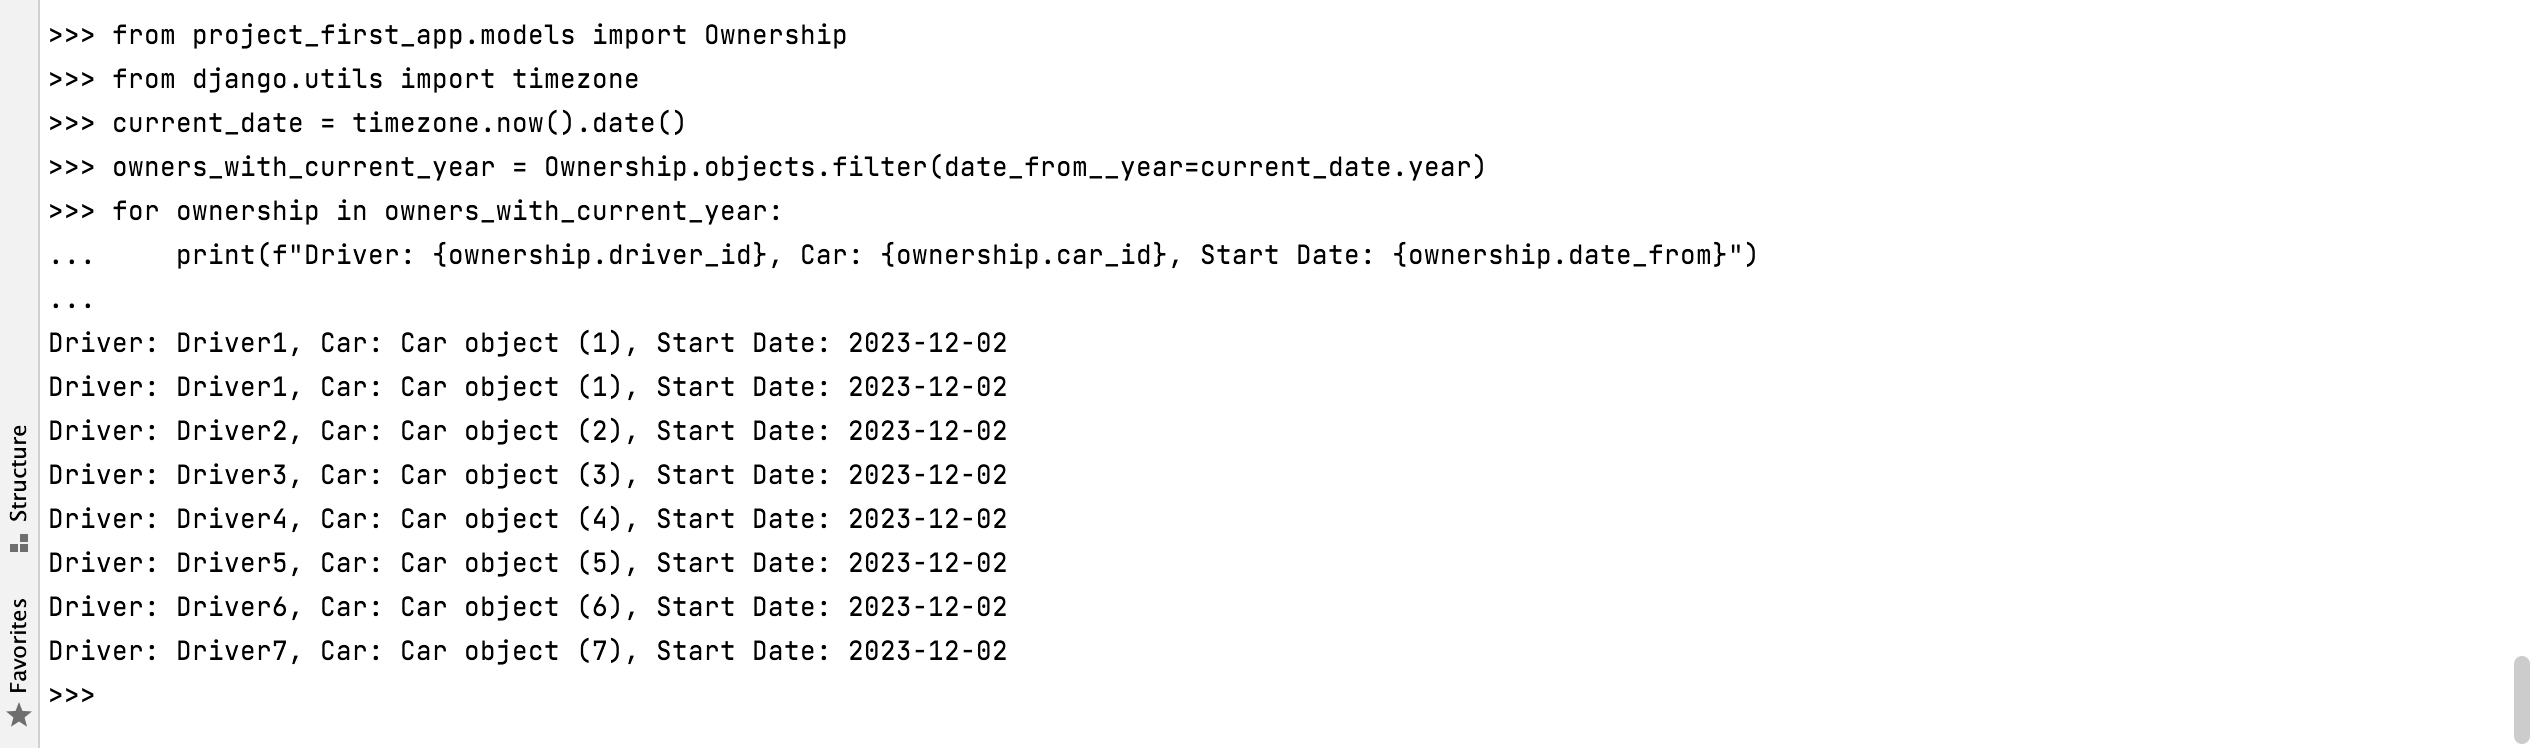 >>> from project_first_app.models import Ownership
>>> from django.utils import timezone
>>> current_date = timezone.now().date()
>>> owners_with_current_year = Ownership.objects.filter(date_from__year=current_date.year)
>>> for ownership in owners_with_current_year:
...     print(f"Driver: {ownership.driver_id}, Car: {ownership.car_id}, Start Date: {ownership.date_from}")
...
Driver: Driver1, Car: Car object (1), Start Date: 2023-12-02
Driver: Driver1, Car: Car object (1), Start Date: 2023-12-02
Driver: Driver2, Car: Car object (2), Start Date: 2023-12-02
Driver: Driver3, Car: Car object (3), Start Date: 2023-12-02
Driver: Driver4, Car: Car object (4), Start Date: 2023-12-02
Driver: Driver5, Car: Car object (5), Start Date: 2023-12-02
Driver: Driver6, Car: Car object (6), Start Date: 2023-12-02
Driver: Driver7, Car: Car object (7), Start Date: 2023-12-02
>>>
Structure
Favorites